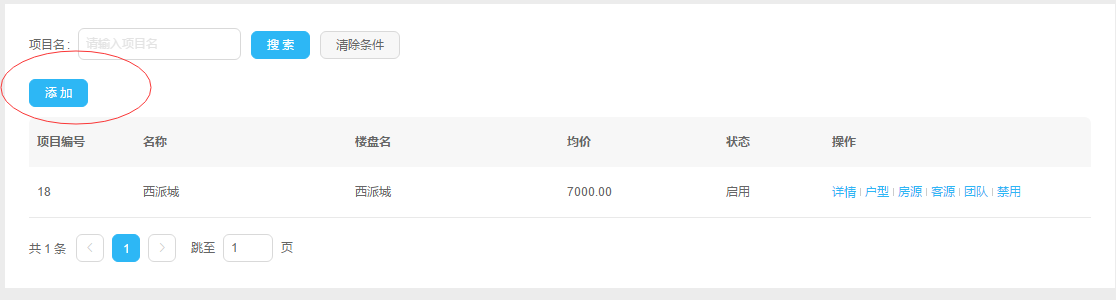 项目名: 请输入项目名 搜 索 清除条件
添 加
项目编号 名称 楼盘名 均价 状态 操作
18 西派城 西派城 7000.00 启用 详情 | 户型 | 房源 | 客源 | 团队 | 禁用
共 1 条 < 1 > 跳至 1 页